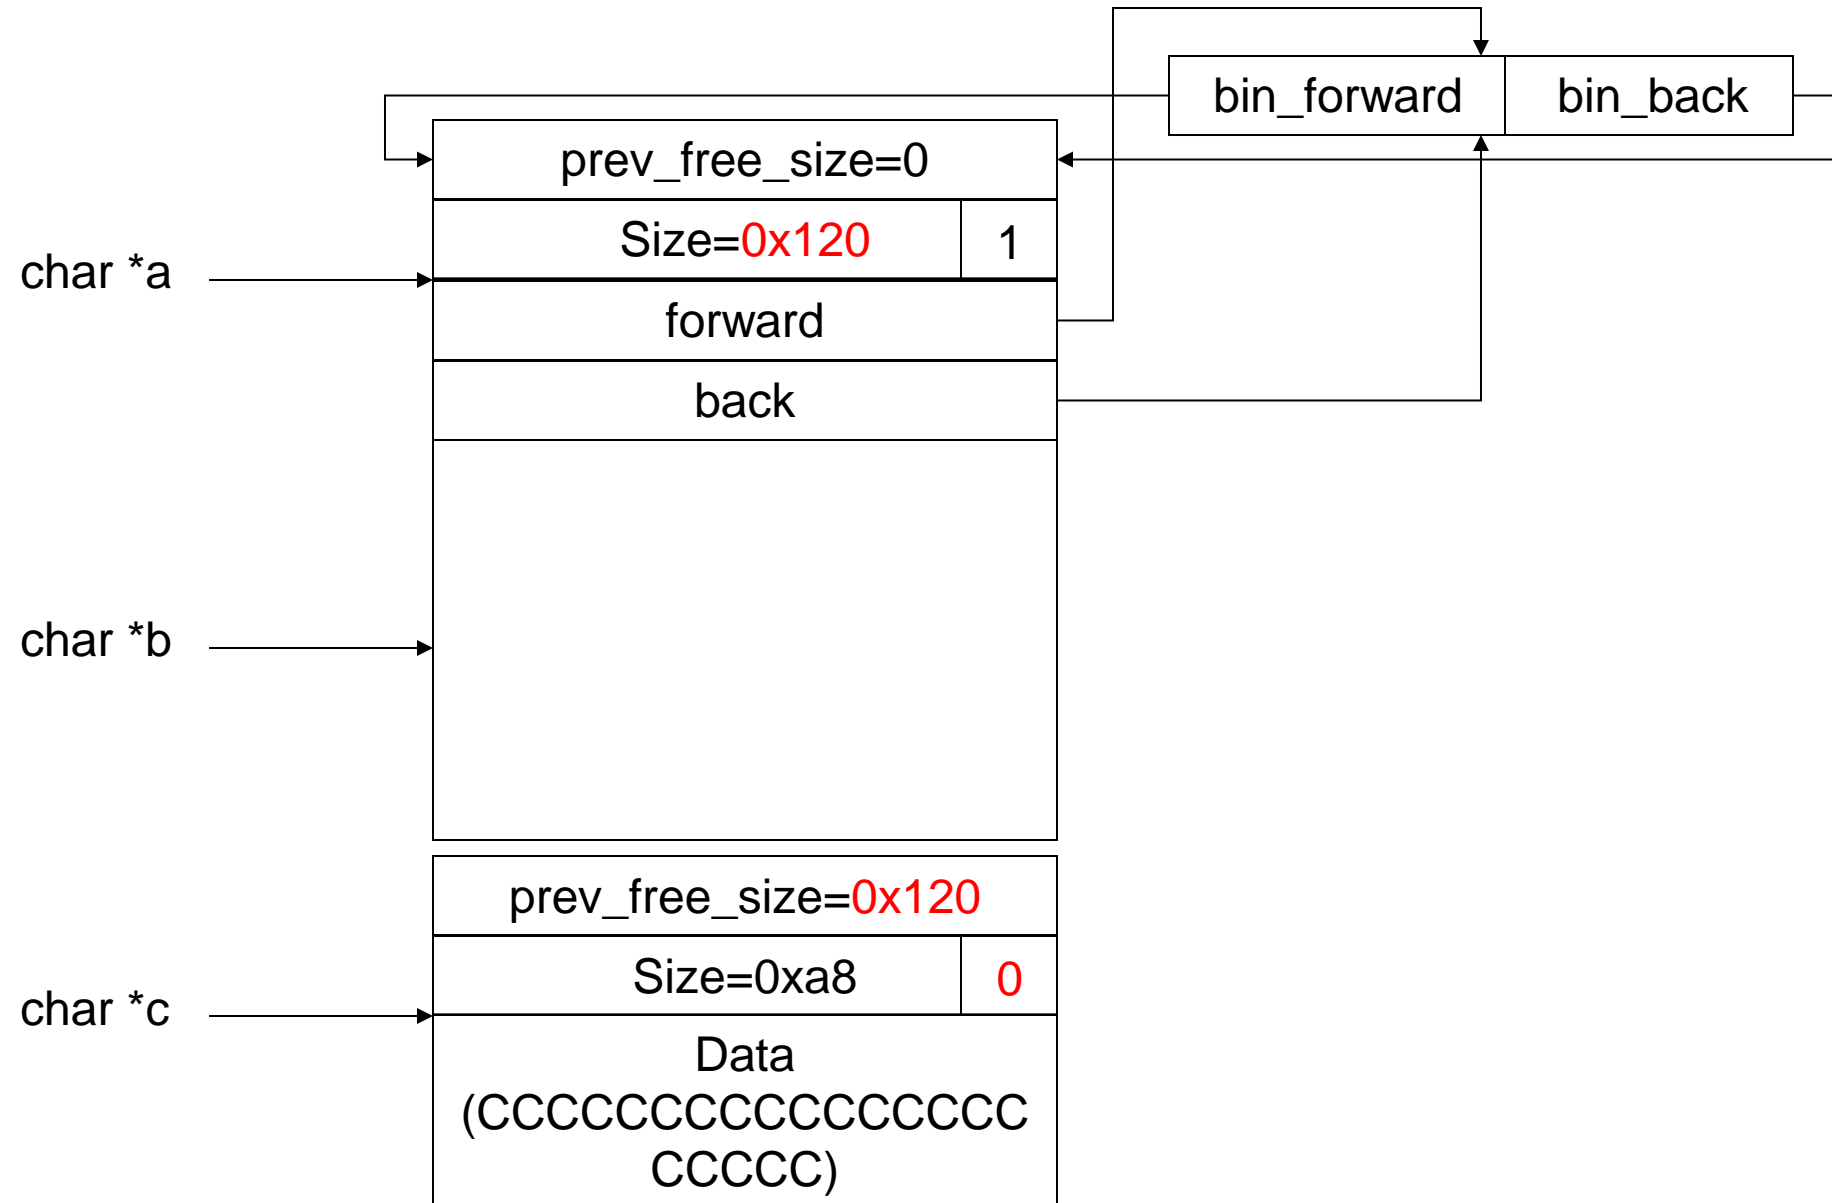 bin_forward bin_back
prev_free_size=0
Size=0x120 1
char *a
forward
back
char *b
prev_free_size=0x120
Size=0xa8 0
char *c
Data
(CCCCCCCCCCCCCCCC
CCCCC)